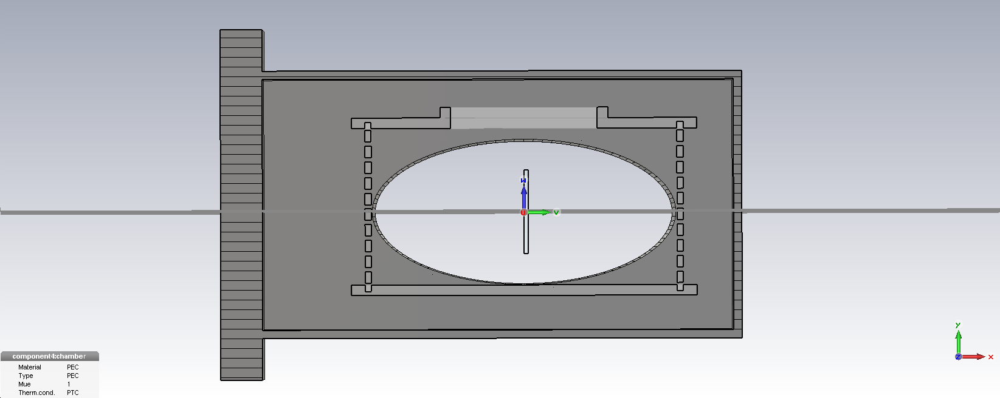 w
u
v
y
z
x
component4:chamber
Material PEC
Type PEC
Mue 1
Therm.cond. PTC